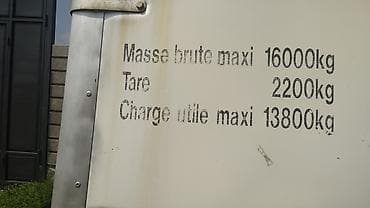 Masse brute maxi 16000kg
Tare 2200kg
Charge utile maxi 13800kg